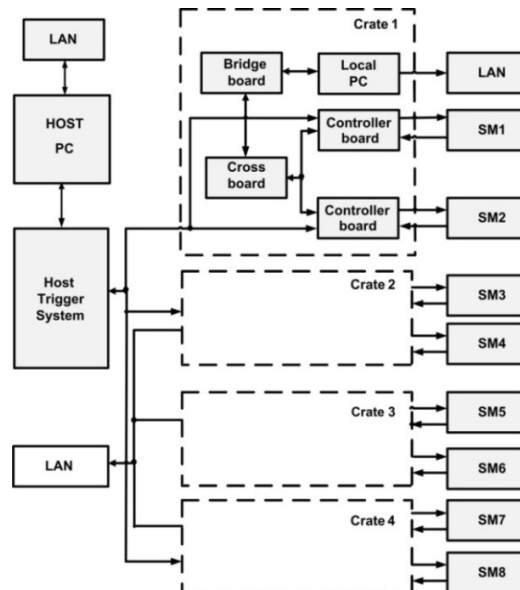 Crate 1
LAN
Bridge
board
Local
PC
LAN
HOST
PC
Controller
board
SM1
Cross
board
Controller
board
SM2
Host
Trigger
System
Crate 2
SM3
SM4
Crate 3
SM5
LAN
SM6
Crate 4
SM7
SM8